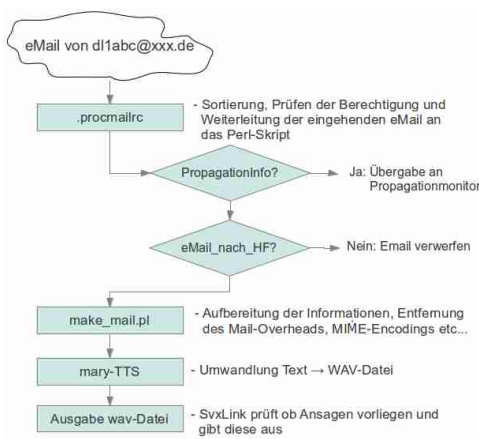 eMail von dl1abc@xxx.de
.procmailrc
- Sortierung, Prüfen der Berechtigung und
Weiterleitung der eingehenden eMail an
das Perl-Skript
PropagationInfo?
Ja: Übergabe an
Propagationmonitor
eMail_nach_HF?
Nein: Email verwerfen
make_mail.pl
- Aufbereitung der Informationen, Entfernung
des Mail-Overheads, MIME-Encodings etc...
mary-TTS
- Umwandlung Text → WAV-Datei
Ausgabe wav-Datei
- SvxLink prüft ob Ansagen vorliegen und
gibt diese aus